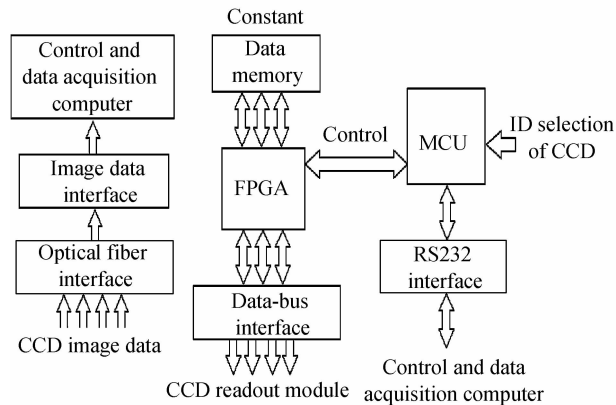 Control and
data acquisition
computer
Image data
interface
Optical fiber
interface
CCD image data
Constant
Data
memory
FPGA
Data-bus
interface
CCD readout module
Control
MCU
ID selection
of CCD
RS232
interface
Control and data
acquisition computer